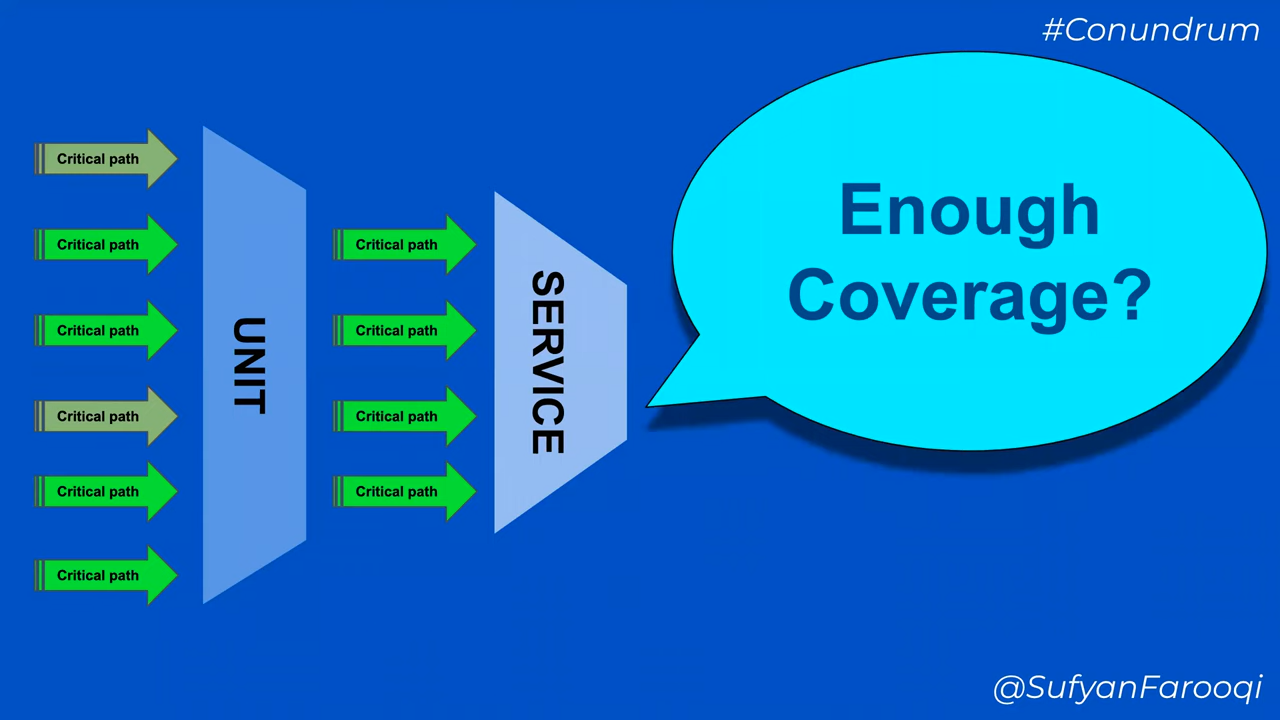 #Conundrum
Critical path
Critical path
Critical path
Critical path
Critical path
Critical path
UNIT
Critical path
Critical path
Critical path
Critical path
SERVICE
Enough
Coverage?
@SufyanFarooqi